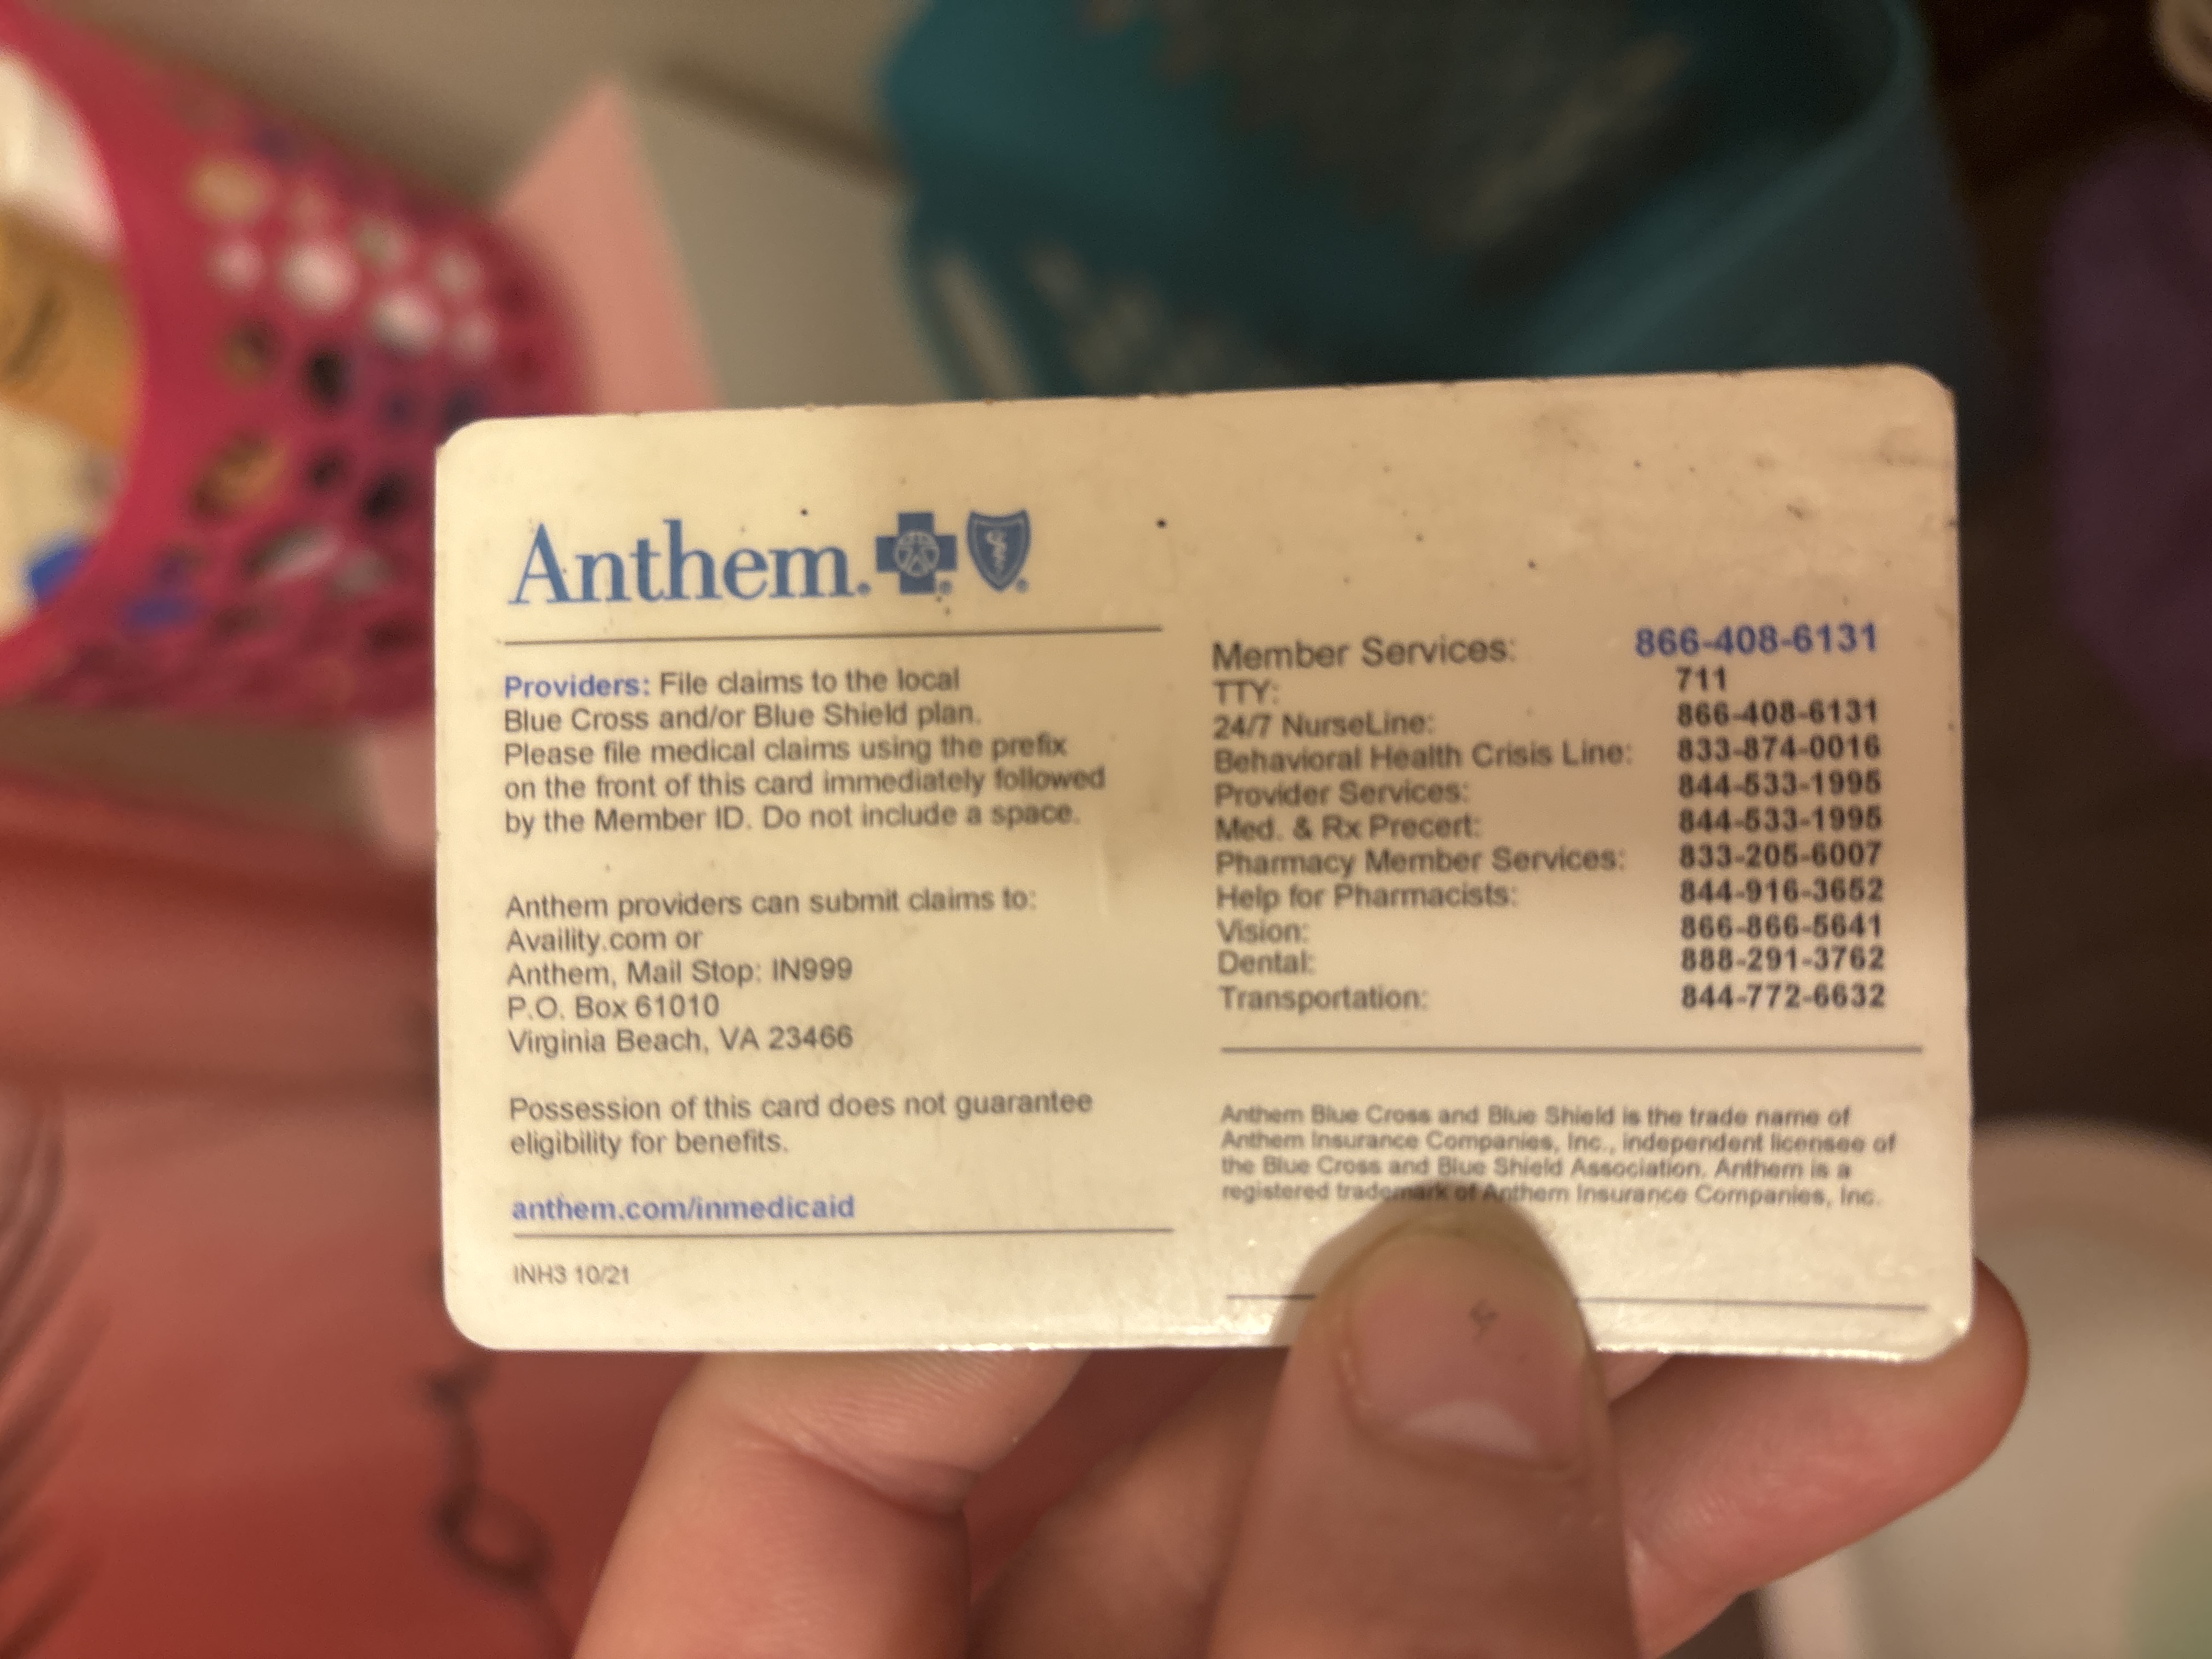 Anthem.
Providers: File claims to the local
Blue Cross and/or Blue Shield plan.
Please file medical claims using the prefix
on the front of this card immediately followed
by the Member ID. Do not include a space.
Anthem providers can submit claims to:
Availity.com or
Anthem, Mail Stop: IN999
P.O. Box 61010
Virginia Beach, VA 23466
Possession of this card does not guarantee
eligibility for benefits.
anthem.com/inmedicaid
INH3 10/21
Member Services: 866-408-6131
TTY: 711
24/7 NurseLine: 866-408-6131
Behavioral Health Crisis Line: 833-874-0016
Provider Services: 844-533-1995
Med. & Rx Precert: 844-533-1995
Pharmacy Member Services: 833-205-6007
Help for Pharmacists: 844-916-3652
Vision: 866-866-5641
Dental: 888-291-3762
Transportation: 844-772-6632
Anthem Blue Cross and Blue Shield is the trade name of
Anthem Insurance Companies, Inc., independent licensee of
the Blue Cross and Blue Shield Association. Anthem is a
registered trademark of Anthem Insurance Companies, Inc.